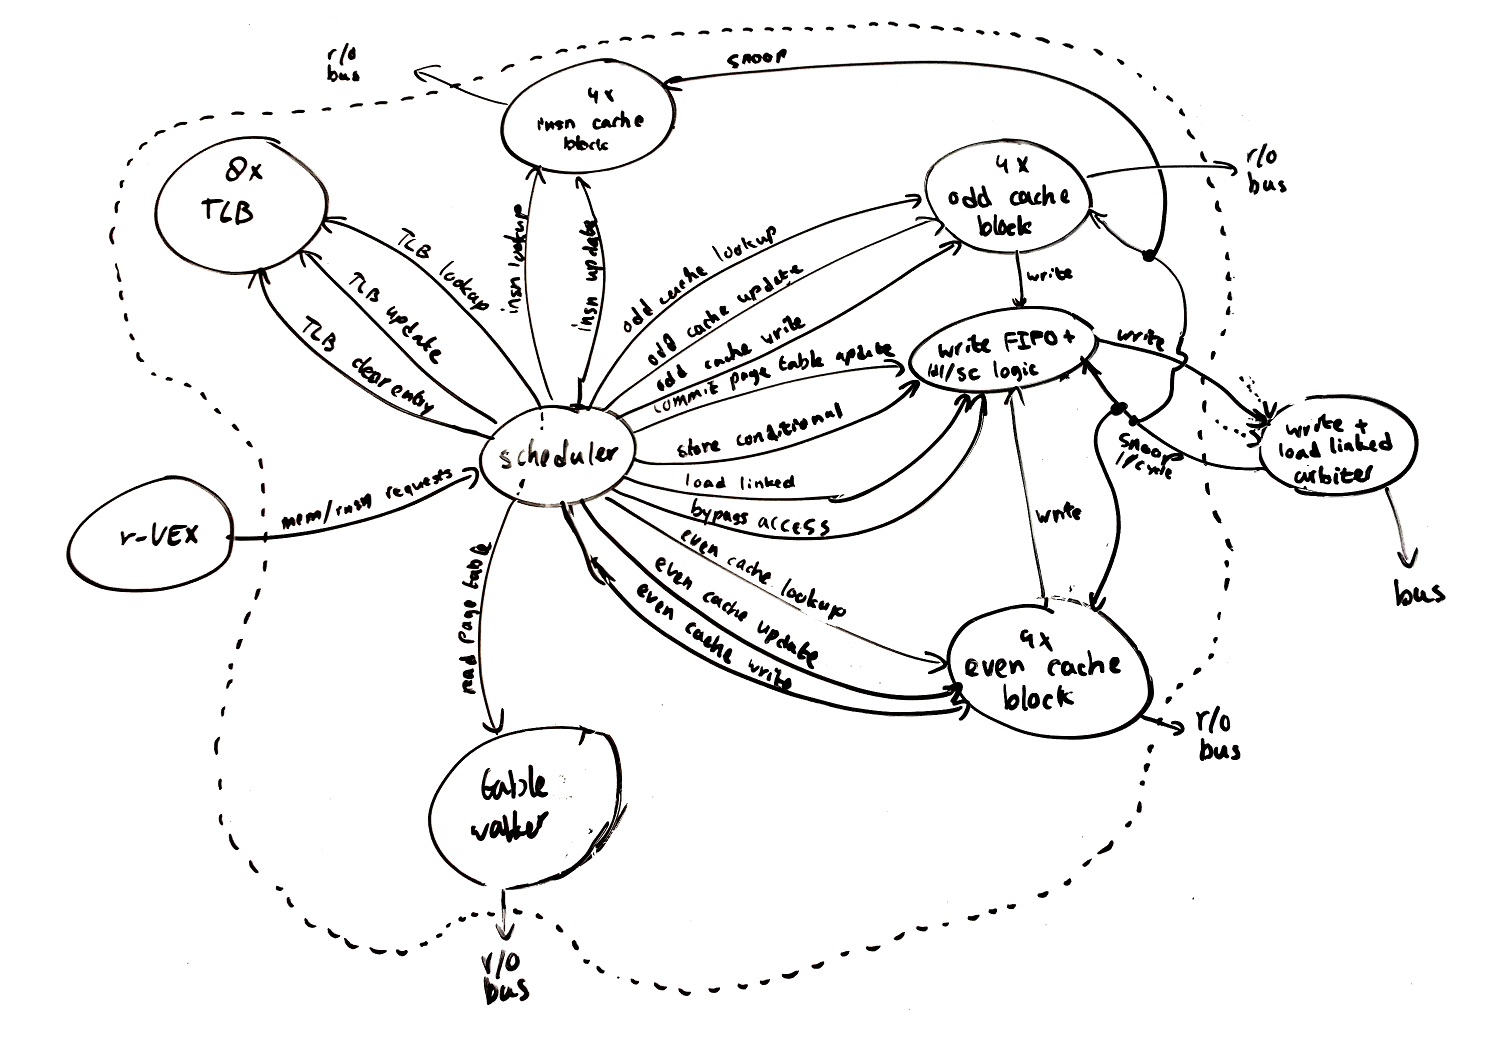 r/o
bus
snoop
4x
insn cache
block
8x
TLB
4x
odd cache
block
r/o
bus
TLB lookup
TLB update
TLB clear entry
insn lookup
insn update
odd cache lookup
odd cache update
odd cache write
commit page table update
store conditional
load linked
bypass access
even cache lookup
even cache update
even cache write
write
write FIFO +
ll/sc logic
write
scheduler
mem/insn requests
r-VEX
snoop
1/cycle
write +
load linked
arbiter
write
bus
read page table
4x
even cache
block
r/o
bus
table
walker
r/o
bus